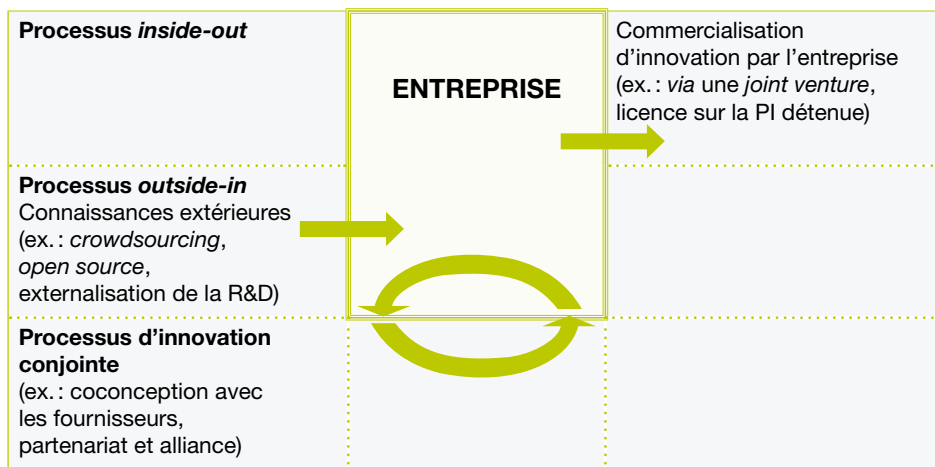 Processus inside-out
ENTREPRISE
Commercialisation
d’innovation par l’entreprise
(ex. : via une joint venture,
licence sur la PI détenue)
Processus outside-in
Connaissances extérieures
(ex. : crowdsourcing,
open source,
externalisation de la R&D)
Processus d’innovation
conjointe
(ex. : coconception avec
les fournisseurs,
partenariat et alliance)